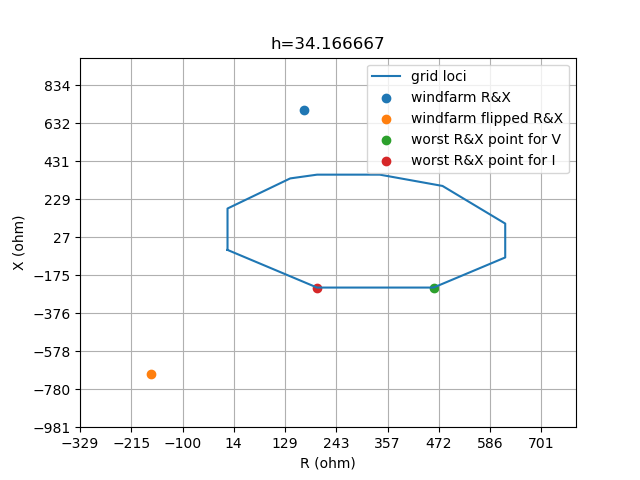 h=34.166667
grid loci
windfarm R&X
windfarm flipped R&X
worst R&X point for V
worst R&X point for I
834
632
431
229
27
−175
−376
−578
−780
−981
X (ohm)
−329 −215 −100 14 129 243 357 472 586 701
R (ohm)